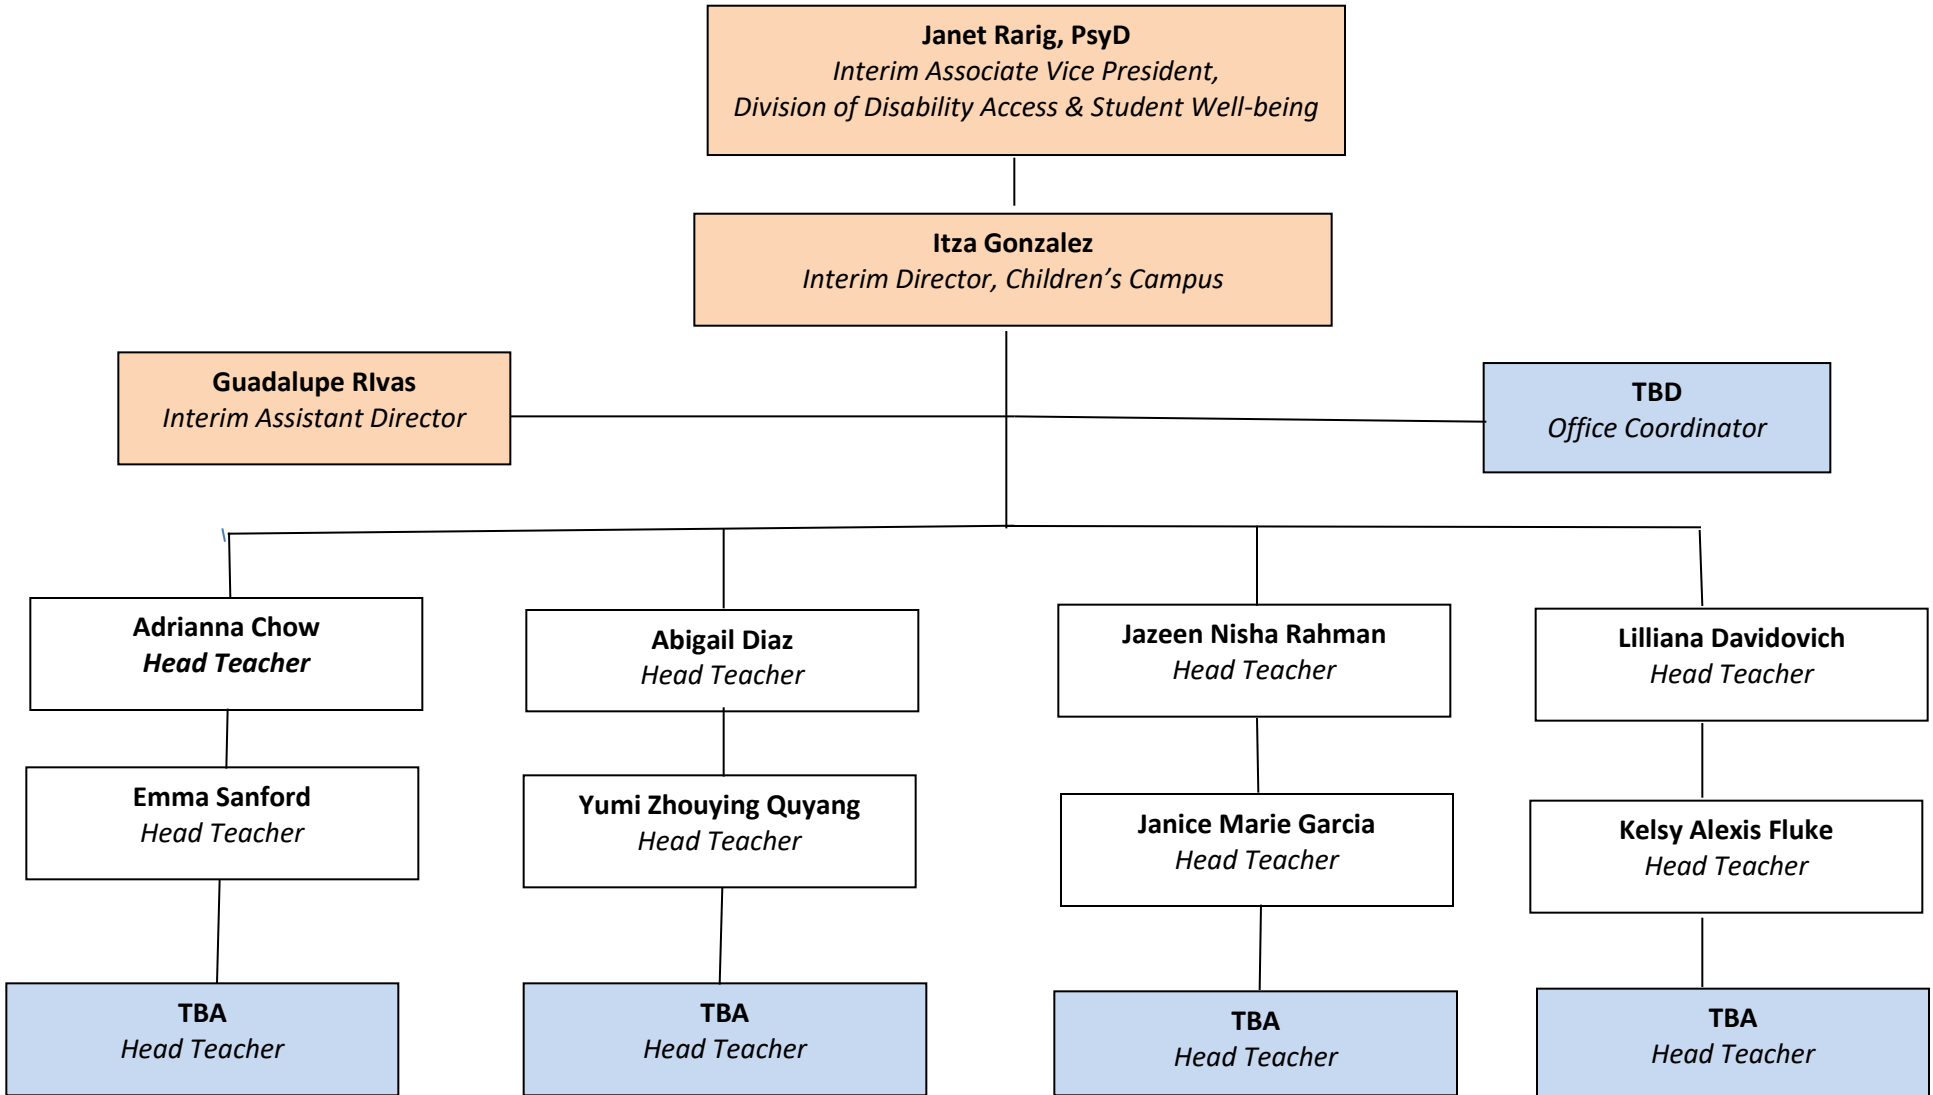 Janet Rarig, PsyD
Interim Associate Vice President,
Division of Disability Access & Student Well-being
Itza Gonzalez
Interim Director, Children’s Campus
Guadalupe RIvas
Interim Assistant Director
TBD
Office Coordinator
Adrianna Chow
Head Teacher
Abigail Diaz
Head Teacher
Jazeen Nisha Rahman
Head Teacher
Lilliana Davidovich
Head Teacher
Emma Sanford
Head Teacher
Yumi Zhouying Quyang
Head Teacher
Janice Marie Garcia
Head Teacher
Kelsy Alexis Fluke
Head Teacher
TBA
Head Teacher
TBA
Head Teacher
TBA
Head Teacher
TBA
Head Teacher